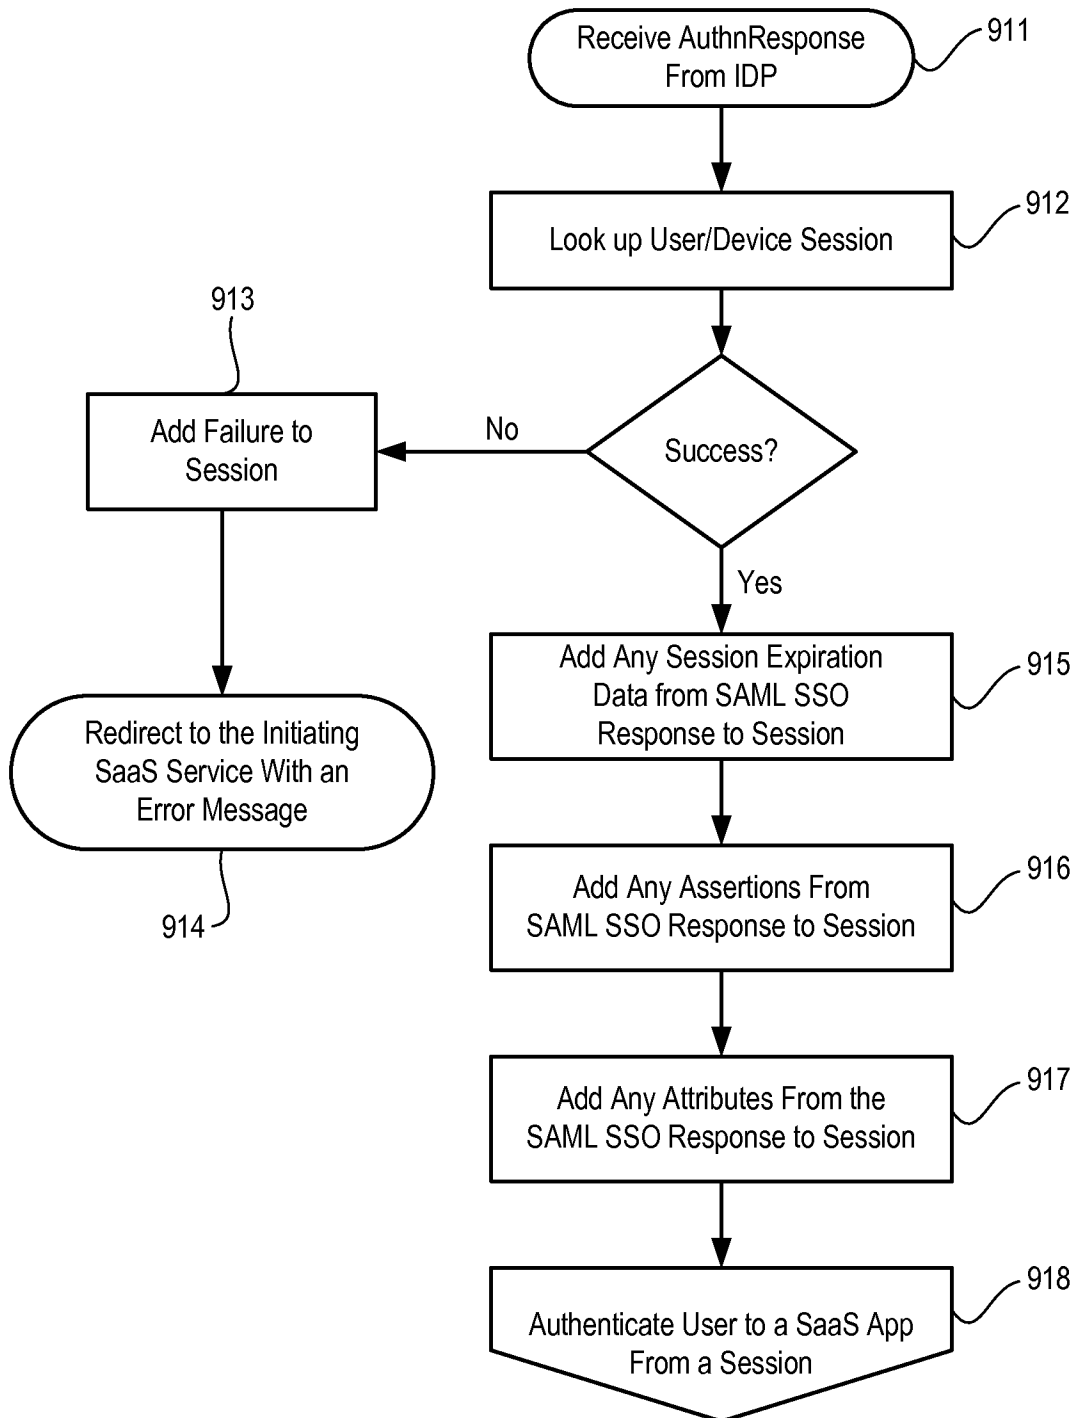 Receive AuthnResponse
From IDP
911
Look up User/Device Session
912
Success?
No
Yes
913
Add Failure to
Session
Redirect to the Initiating
SaaS Service With an
Error Message
914
Add Any Session Expiration
Data from SAML SSO
Response to Session
915
Add Any Assertions From
SAML SSO Response to Session
916
Add Any Attributes From the
SAML SSO Response to Session
917
Authenticate User to a SaaS App
From a Session
918